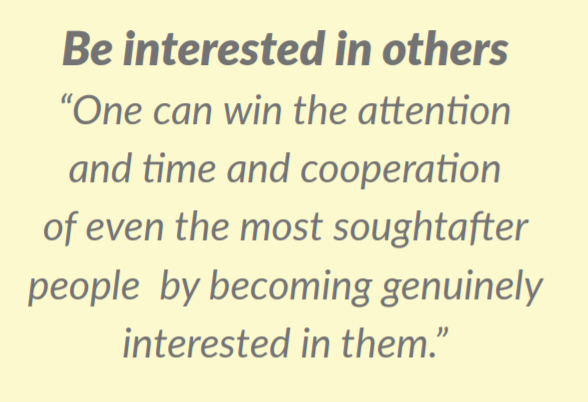 Be interested in others
“One can win the attention
and time and cooperation
of even the most soughtafter
people  by becoming genuinely
interested in them.”